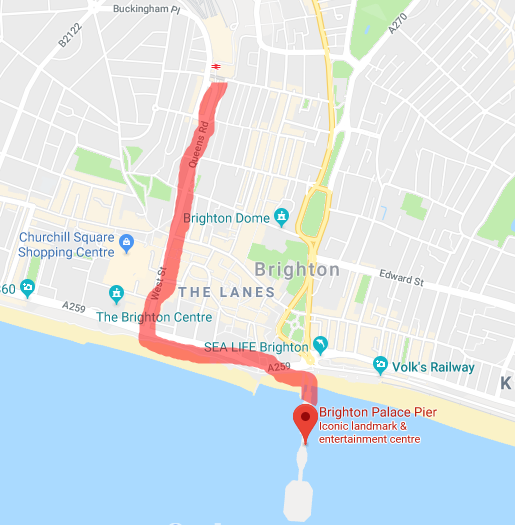 Buckingham Pl
B2122
A270
Queens Rd
Brighton Dome
Churchill Square
Shopping Centre
Brighton
Edward St
West St
THE LANES
360
A259
The Brighton Centre
SEA LIFE Brighton
A259
Volk's Railway
K
Brighton Palace Pier
Iconic landmark &
entertainment centre